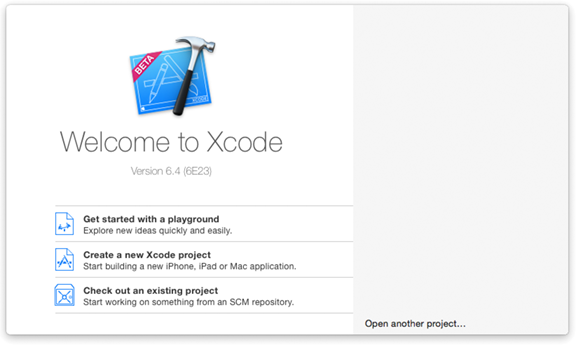 BETA
XCODE
Welcome to Xcode
Version 6.4 (6E23)
Get started with a playground
Explore new ideas quickly and easily.
Create a new Xcode project
Start building a new iPhone, iPad or Mac application.
Check out an existing project
Start working on something from an SCM repository.
Open another project...